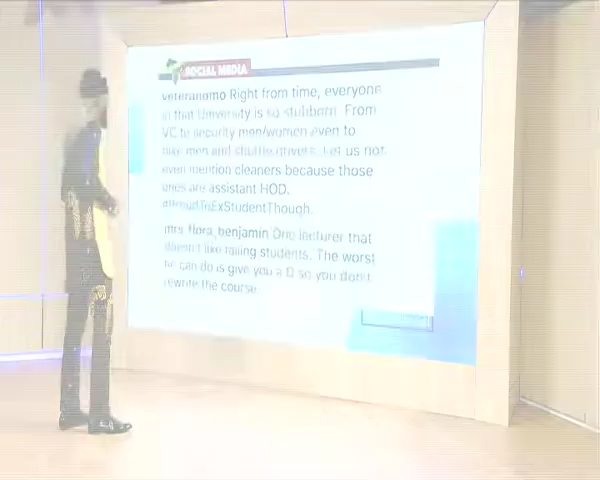 SOCIAL MEDIA
veteranomo Right from time, everyone
in that University is so stubborn. From
VC to security men/women even to
bike men and shuttle drivers. Let us not
even mention cleaners because those
ones are assistant HOD.
#ProudToExStudentThough.
mrs_flora_benjamin One lecturer that
doesn't like failing students. The worst
he can do is give you a D so you don't
rewrite the course.